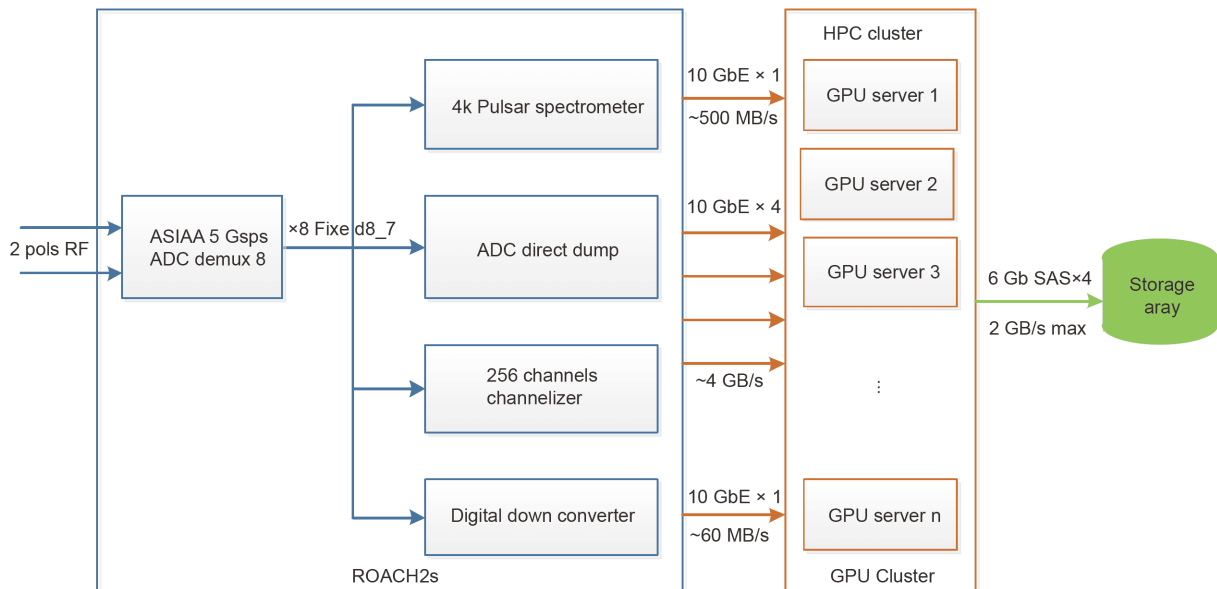 2 pols RF
ASIAA 5 Gsps
ADC demux 8
×8 Fixe d8_7
4k Pulsar spectrometer
ADC direct dump
256 channels
channelizer
Digital down converter
ROACH2s
10 GbE × 1
~500 MB/s
10 GbE × 4
~4 GB/s
10 GbE × 1
~60 MB/s
HPC cluster
GPU server 1
GPU server 2
GPU server 3
...
GPU server n
GPU Cluster
6 Gb SAS×4
2 GB/s max
Storage
aray